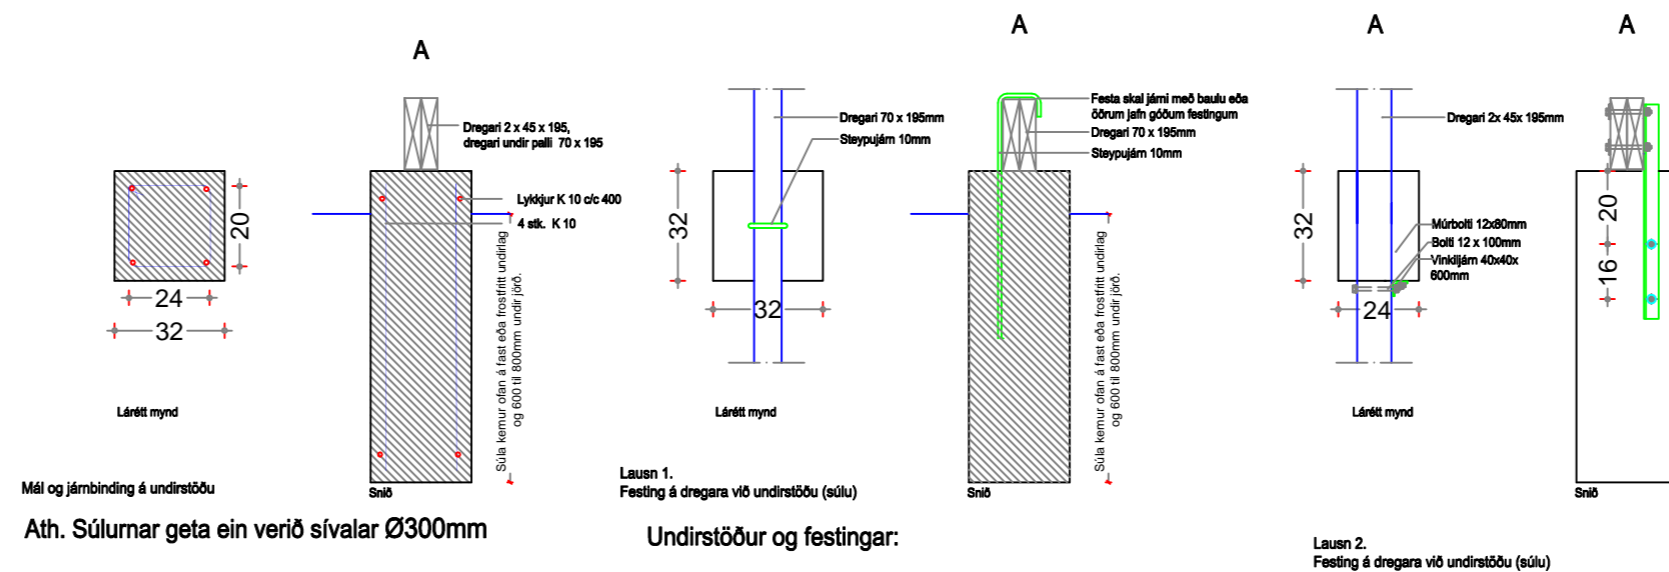 A
Dregari 2 x 45 x 195,
dregari undir palli 70 x 195
Lykkjur K 10 c/c 400
4 stk. K 10
20
24
32
Súla kemur ofan á fast eða frostfritt undirlag
og 600 til 800mm undir jörð.
Lárétt mynd
Snið
Mál og járnbinding á undirstöðu
Ath. Súlurnar geta ein verið sívalar Ø300mm
A
Dregari 70 x 195mm
Steypujárn 10mm
32
32
Lárétt mynd
Festa skal járni með baulu eða
öðrum jafn góðum festingum
Dregari 70 x 195mm
Steypujárn 10mm
Súla kemur ofan á fast eða frostfritt undirlag
og 600 til 800mm undir jörð.
Snið
Lausn 1.
Festing á dregara við undirstöðu (súlu)
Undirstöður og festingar:
A
A
Dregari 2x 45x 195mm
32
Múrbolti 12x80mm
Bolti 12 x 100mm
Vinkiljárn 40x40x
600mm
24
20
16
Lárétt mynd
Snið
Lausn 2.
Festing á dregara við undirstöðu (súlu)